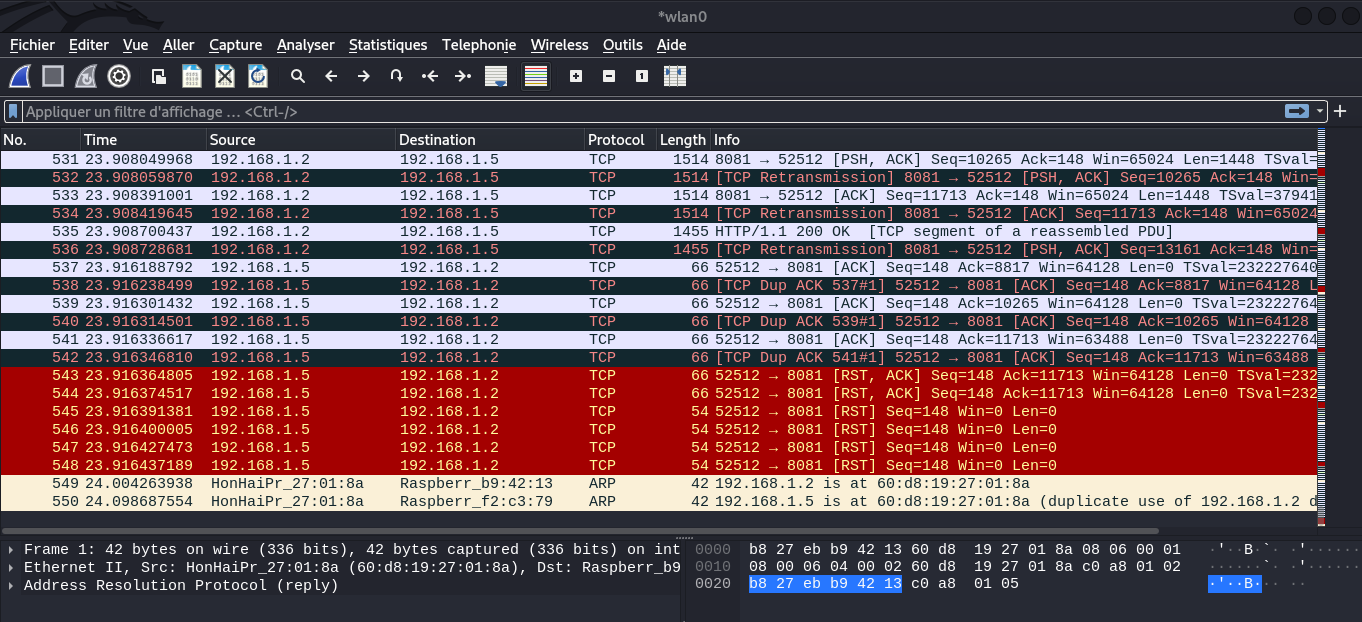 *wlan0
Fichier Editer Vue Aller Capture Analyser Statistiques Telephonie Wireless Outils Aide
Appliquer un filtre d'affichage … <Ctrl-/>
No. Time Source Destination Protocol Length Info
531 23.908049968 192.168.1.2 192.168.1.5 TCP 1514 8081 → 52512 [PSH, ACK] Seq=10265 Ack=148 Win=65024 Len=1448 TSval=
532 23.908059870 192.168.1.2 192.168.1.5 TCP 1514 [TCP Retransmission] 8081 → 52512 [PSH, ACK] Seq=10265 Ack=148 Win=
533 23.908391001 192.168.1.2 192.168.1.5 TCP 1514 8081 → 52512 [ACK] Seq=11713 Ack=148 Win=65024 Len=1448 TSval=37941
534 23.908419645 192.168.1.2 192.168.1.5 TCP 1514 [TCP Retransmission] 8081 → 52512 [ACK] Seq=11713 Ack=148 Win=65024
535 23.908700437 192.168.1.2 192.168.1.5 TCP 1455 HTTP/1.1 200 OK [TCP segment of a reassembled PDU]
536 23.908728681 192.168.1.2 192.168.1.5 TCP 1455 [TCP Retransmission] 8081 → 52512 [PSH, ACK] Seq=13161 Ack=148 Win=
537 23.916188792 192.168.1.5 192.168.1.2 TCP 66 52512 → 8081 [ACK] Seq=148 Ack=8817 Win=64128 Len=0 TSval=232227640
538 23.916238499 192.168.1.5 192.168.1.2 TCP 66 [TCP Dup ACK 537#1] 52512 → 8081 [ACK] Seq=148 Ack=8817 Win=64128 L
539 23.916301432 192.168.1.5 192.168.1.2 TCP 66 52512 → 8081 [ACK] Seq=148 Ack=10265 Win=64128 Len=0 TSval=23222764
540 23.916314501 192.168.1.5 192.168.1.2 TCP 66 [TCP Dup ACK 539#1] 52512 → 8081 [ACK] Seq=148 Ack=10265 Win=64128
541 23.916336617 192.168.1.5 192.168.1.2 TCP 66 52512 → 8081 [ACK] Seq=148 Ack=11713 Win=63488 Len=0 TSval=23222764
542 23.916346810 192.168.1.5 192.168.1.2 TCP 66 [TCP Dup ACK 541#1] 52512 → 8081 [ACK] Seq=148 Ack=11713 Win=63488
543 23.916364805 192.168.1.5 192.168.1.2 TCP 66 52512 → 8081 [RST, ACK] Seq=148 Ack=11713 Win=64128 Len=0 TSval=232
544 23.916374517 192.168.1.5 192.168.1.2 TCP 66 52512 → 8081 [RST, ACK] Seq=148 Ack=11713 Win=64128 Len=0 TSval=232
545 23.916391381 192.168.1.5 192.168.1.2 TCP 54 52512 → 8081 [RST] Seq=148 Win=0 Len=0
546 23.916400005 192.168.1.5 192.168.1.2 TCP 54 52512 → 8081 [RST] Seq=148 Win=0 Len=0
547 23.916427473 192.168.1.5 192.168.1.2 TCP 54 52512 → 8081 [RST] Seq=148 Win=0 Len=0
548 23.916437189 192.168.1.5 192.168.1.2 TCP 54 52512 → 8081 [RST] Seq=148 Win=0 Len=0
549 24.004263938 HonHaiPr_27:01:8a Raspberr_b9:42:13 ARP 42 192.168.1.2 is at 60:d8:19:27:01:8a
550 24.098687554 HonHaiPr_27:01:8a Raspberr_f2:c3:79 ARP 42 192.168.1.5 is at 60:d8:19:27:01:8a (duplicate use of 192.168.1.2 d
Frame 1: 42 bytes on wire (336 bits), 42 bytes captured (336 bits) on int
Ethernet II, Src: HonHaiPr_27:01:8a (60:d8:19:27:01:8a), Dst: Raspberr_b9
Address Resolution Protocol (reply)
0000 b8 27 eb b9 42 13 60 d8 19 27 01 8a 08 06 00 01 ·'··B·`· ·'······
0010 08 00 06 04 00 02 60 d8 19 27 01 8a c0 a8 01 02 ······`· ·'······
0020 b8 27 eb b9 42 13 c0 a8 01 05 ·'··B··· ··